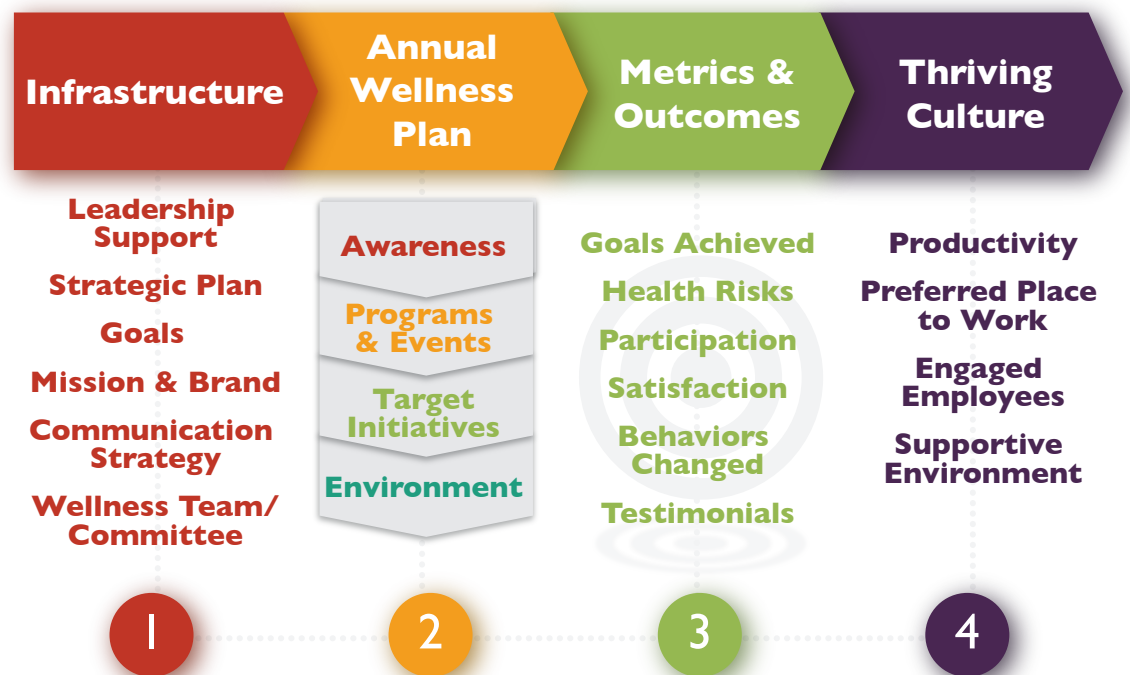 Infrastructure
Annual
Wellness
Plan
Metrics &
Outcomes
Thriving
Culture
Leadership
Support
Strategic Plan
Goals
Mission & Brand
Communication
Strategy
Wellness Team/
Committee
Awareness
Programs
& Events
Target
Initiatives
Environment
Goals Achieved
Health Risks
Participation
Satisfaction
Behaviors
Changed
Testimonials
Productivity
Preferred Place
to Work
Engaged
Employees
Supportive
Environment
1
2
3
4